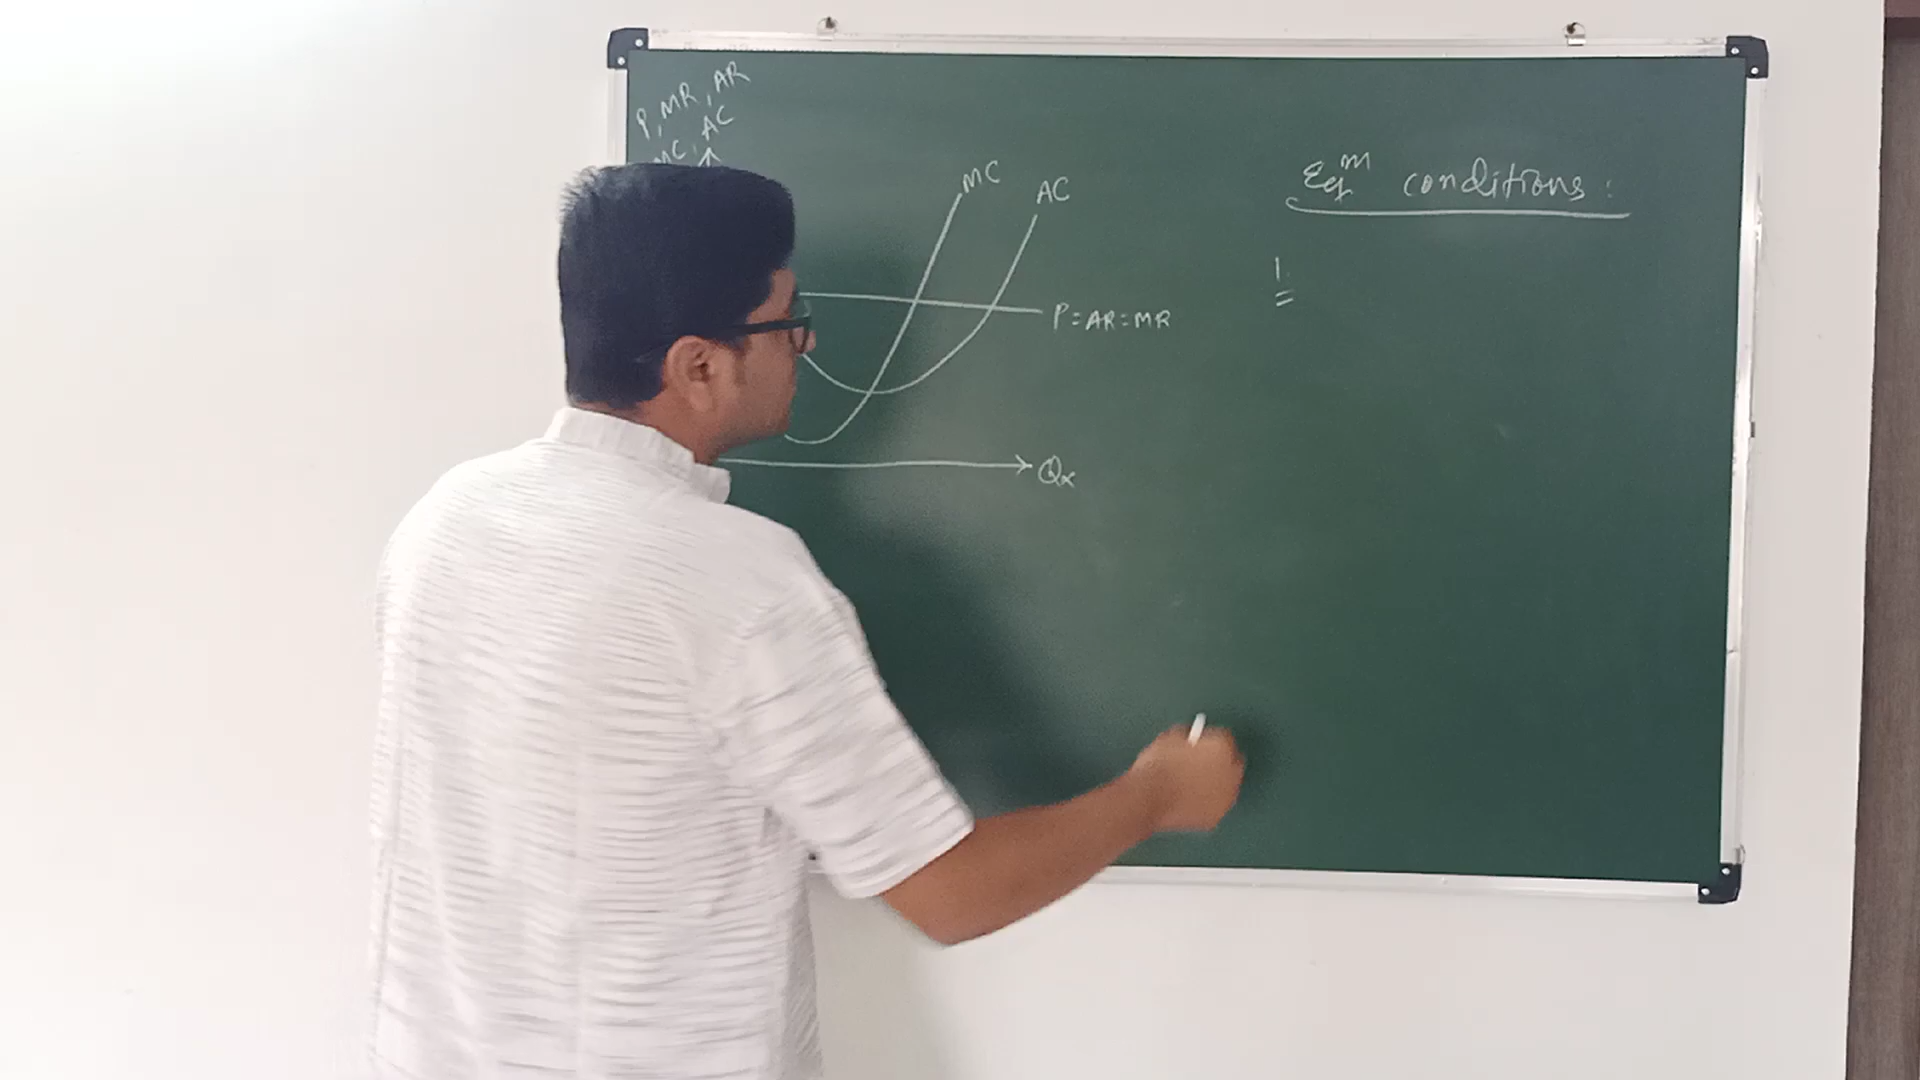 P, MR, AR
MC, AC
MC
AC
P=AR=MR
Qx
Eqm conditions:
1.